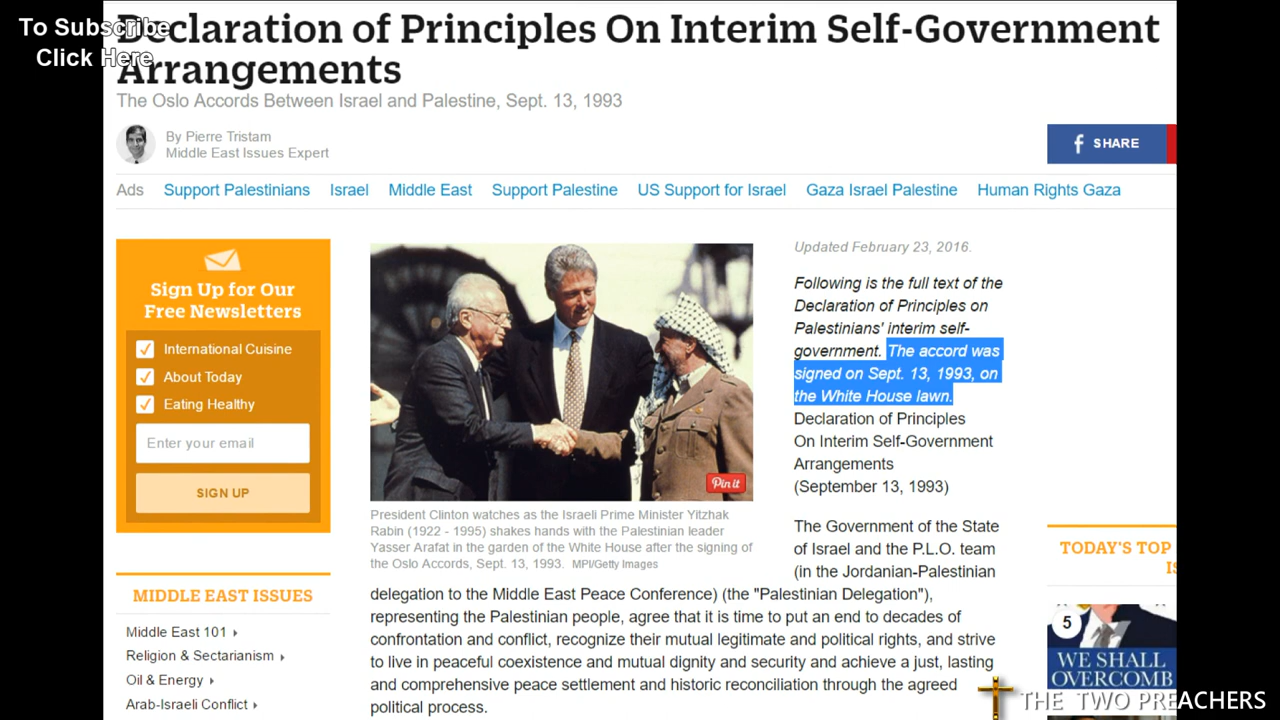 To Subscribe
Click Here
Declaration of Principles On Interim Self-Government
Arrangements
The Oslo Accords Between Israel and Palestine, Sept. 13, 1993
By Pierre Tristam
Middle East Issues Expert
SHARE
Ads Support Palestinians Israel Middle East Support Palestine US Support for Israel Gaza Israel Palestine Human Rights Gaza
Sign Up for Our
Free Newsletters
International Cuisine
About Today
Eating Healthy
Enter your email
SIGN UP
MIDDLE EAST ISSUES
Middle East 101
Religion & Sectarianism
Oil & Energy
Arab-Israeli Conflict
Pin it
President Clinton watches as the Israeli Prime Minister Yitzhak
Rabin (1922 - 1995) shakes hands with the Palestinian leader
Yasser Arafat in the garden of the White House after the signing of
the Oslo Accords, Sept. 13, 1993. MPI/Getty Images
Updated February 23, 2016.
Following is the full text of the
Declaration of Principles on
Palestinians' interim self-
government. The accord was
signed on Sept. 13, 1993, on
the White House lawn.
Declaration of Principles
On Interim Self-Government
Arrangements
(September 13, 1993)
The Government of the State
of Israel and the P.L.O. team
(in the Jordanian-Palestinian
delegation to the Middle East Peace Conference) (the "Palestinian Delegation"),
representing the Palestinian people, agree that it is time to put an end to decades of
confrontation and conflict, recognize their mutual legitimate and political rights, and strive
to live in peaceful coexistence and mutual dignity and security and achieve a just, lasting
and comprehensive peace settlement and historic reconciliation through the agreed
political process.
TODAY'S TOP
5
WE SHALL
OVERCOMB
THE TWO PREACHERS